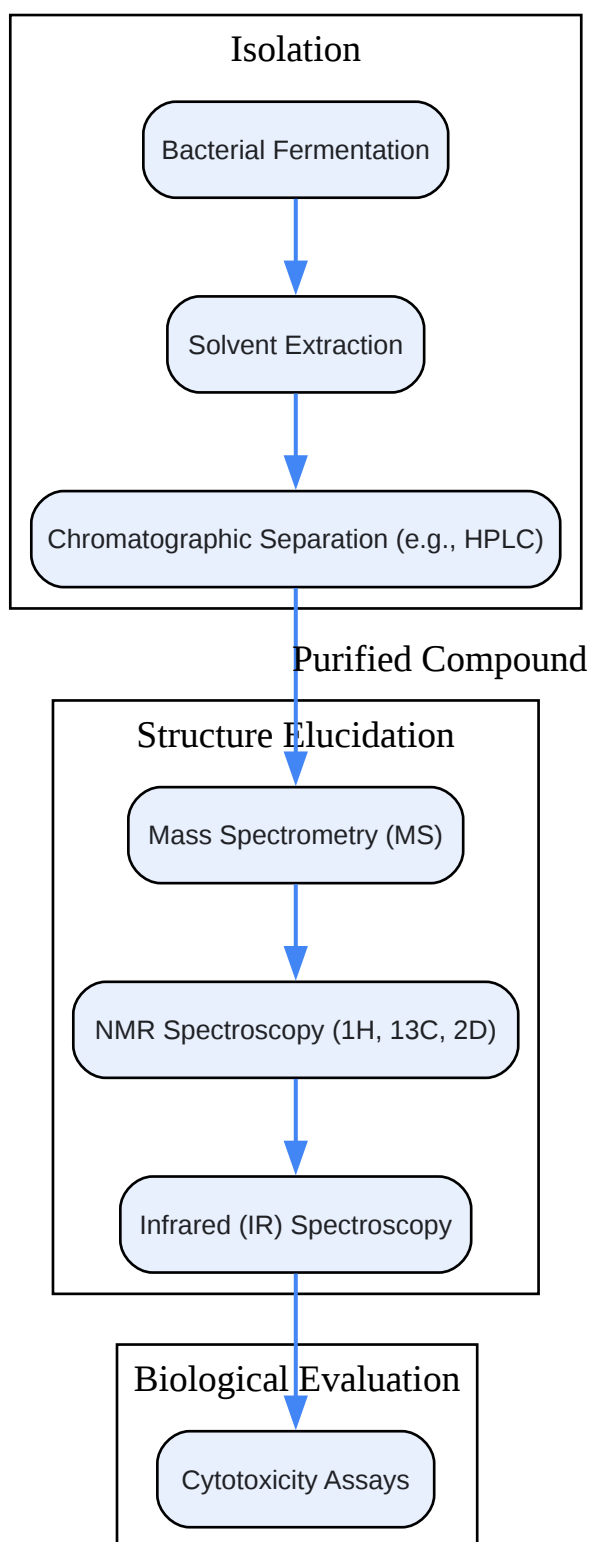 Isolation
Bacterial Fermentation
Solvent Extraction
Chromatographic Separation (e.g., HPLC)
Purified Compound
Structure Elucidation
Mass Spectrometry (MS)
NMR Spectroscopy (1H, 13C, 2D)
Infrared (IR) Spectroscopy
Biological Evaluation
Cytotoxicity Assays